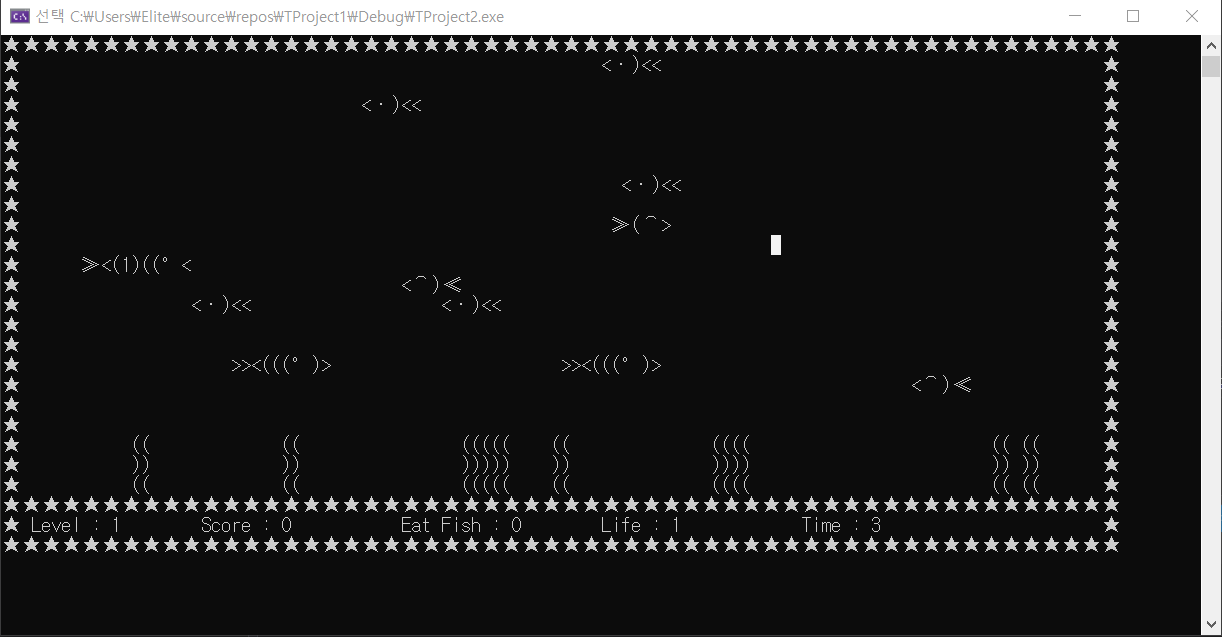 선택 C:₩Users₩Elite₩source₩repos₩TProject1₩Debug₩TProject2.exe
★★★★★★★★★★★★★★★★★★★★★★★★★★★★★★★★★★★★★★★★★★★★★★★★★★★★★★★★
★ <·)<< ★
★ ★
★ <·)<< ★
★ ★
★ ★
★ ★
★ <·)<< ★
★ ★
★ ≫(⌒> ★
★ ★
★ ≫<(1)((° < ★
★ <⌒)≪ ★
★ <·)<< <·)<< ★
★ ★
★ ★
★ >><(((° )> >><(((° )> ★
★ <⌒)≪ ★
★ ★
★ ★
★ (( (( ((((( (( (((( (( (( ★
★ )) )) ))))) )) )))) )) )) ★
★ (( (( ((((( (( (((( (( (( ★
★★★★★★★★★★★★★★★★★★★★★★★★★★★★★★★★★★★★★★★★★★★★★★★★★★★★★★★★
★ Level : 1 Score : 0 Eat Fish : 0 Life : 1 Time : 3 ★
★★★★★★★★★★★★★★★★★★★★★★★★★★★★★★★★★★★★★★★★★★★★★★★★★★★★★★★★